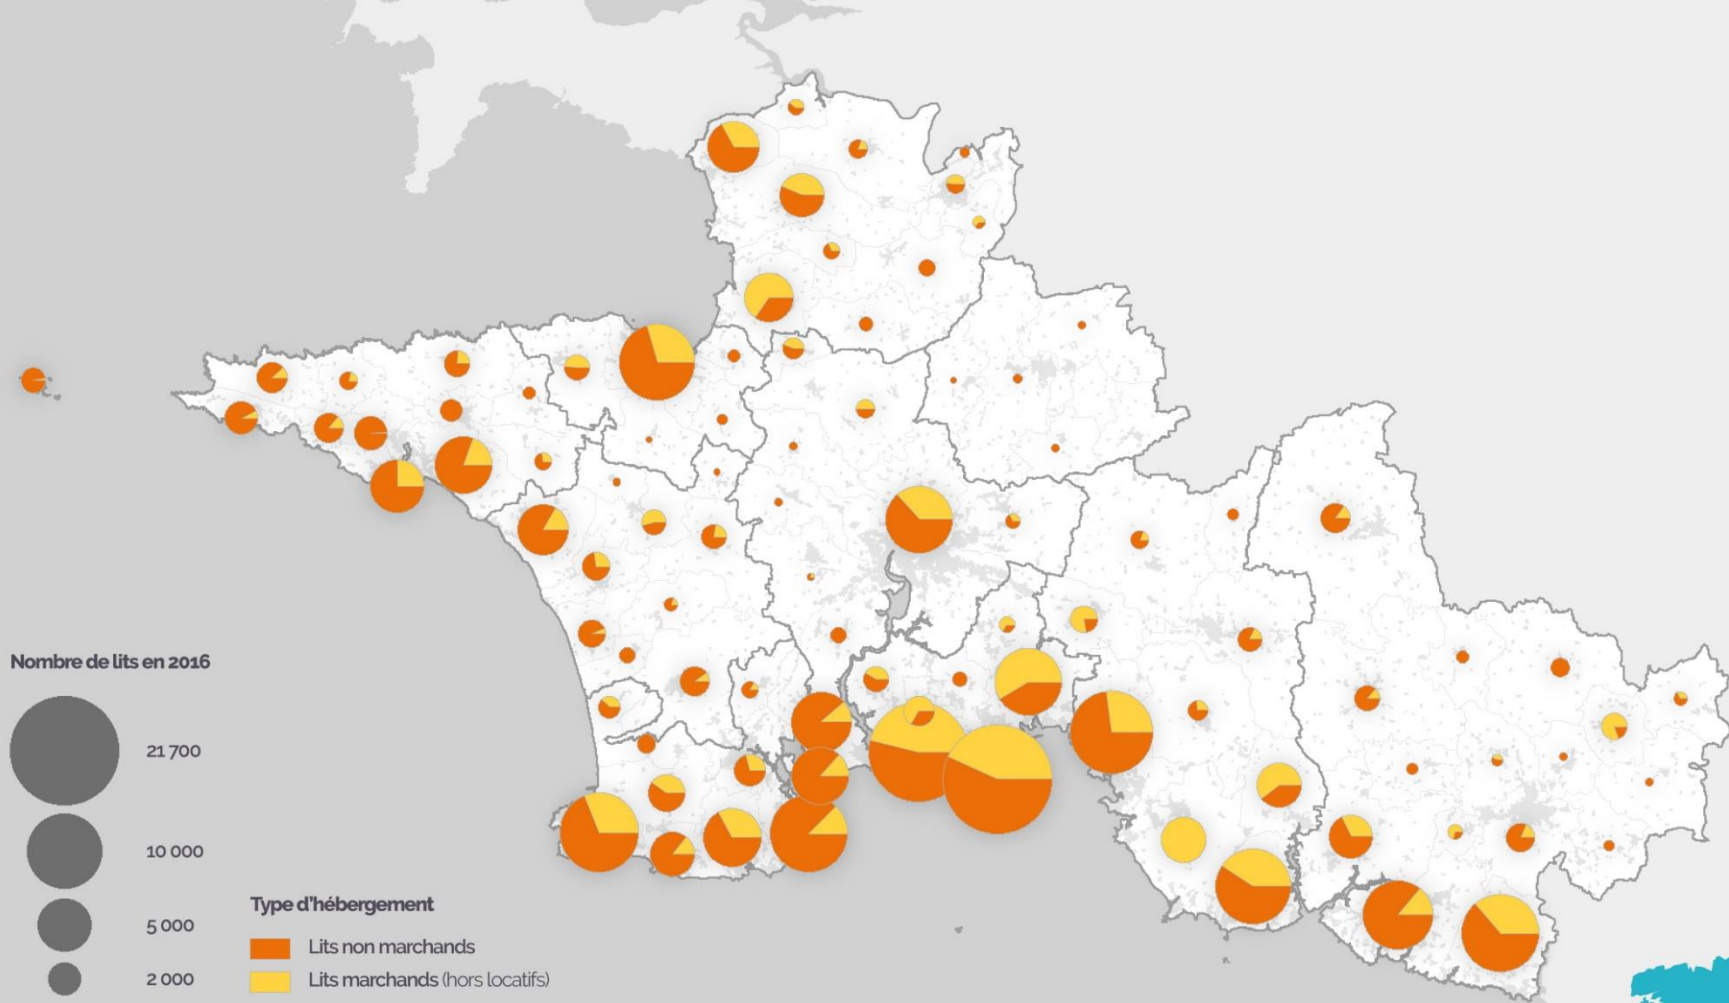 Nombre de lits en 2016
21 700
10 000
5 000
2 000
Type d'hébergement
Lits non marchands
Lits marchands (hors locatifs)